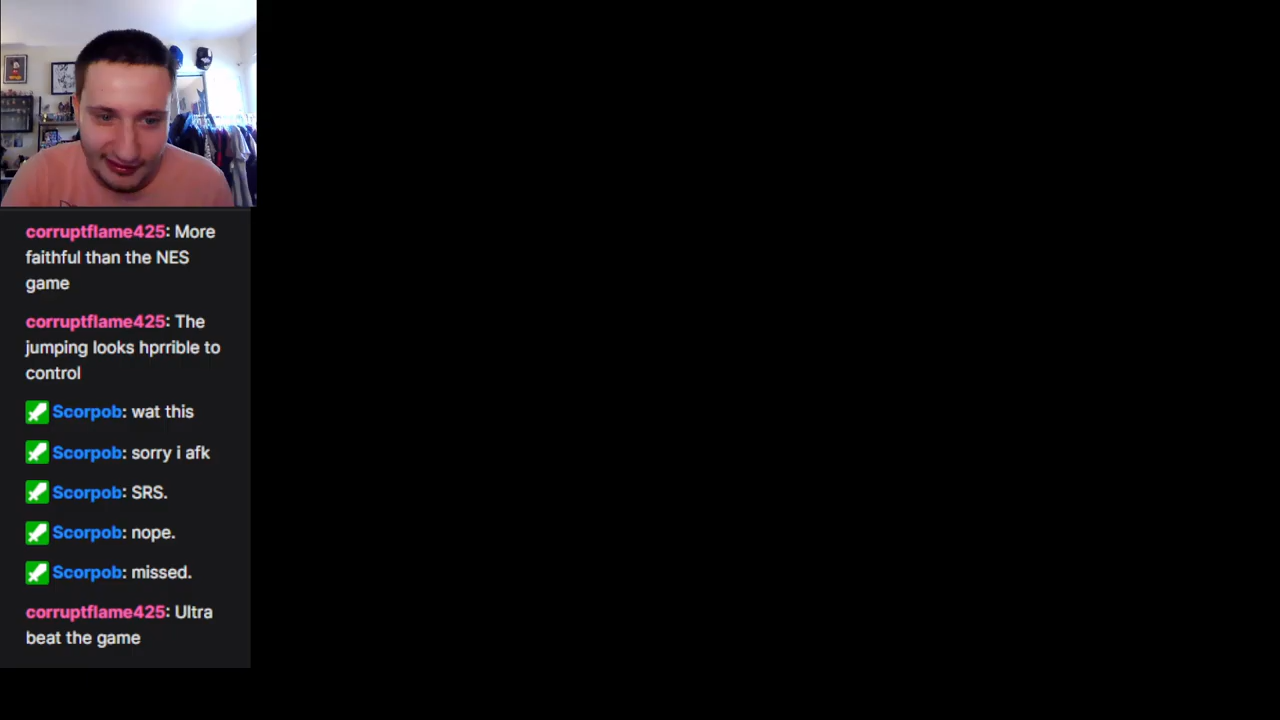 corruptflame425: More
faithful than the NES
game
corruptflame425: The
jumping looks hprrible to
control
Scorpob: wat this
Scorpob: sorry i afk
Scorpob: SRS.
Scorpob: nope.
Scorpob: missed.
corruptflame425: Ultra
beat the game